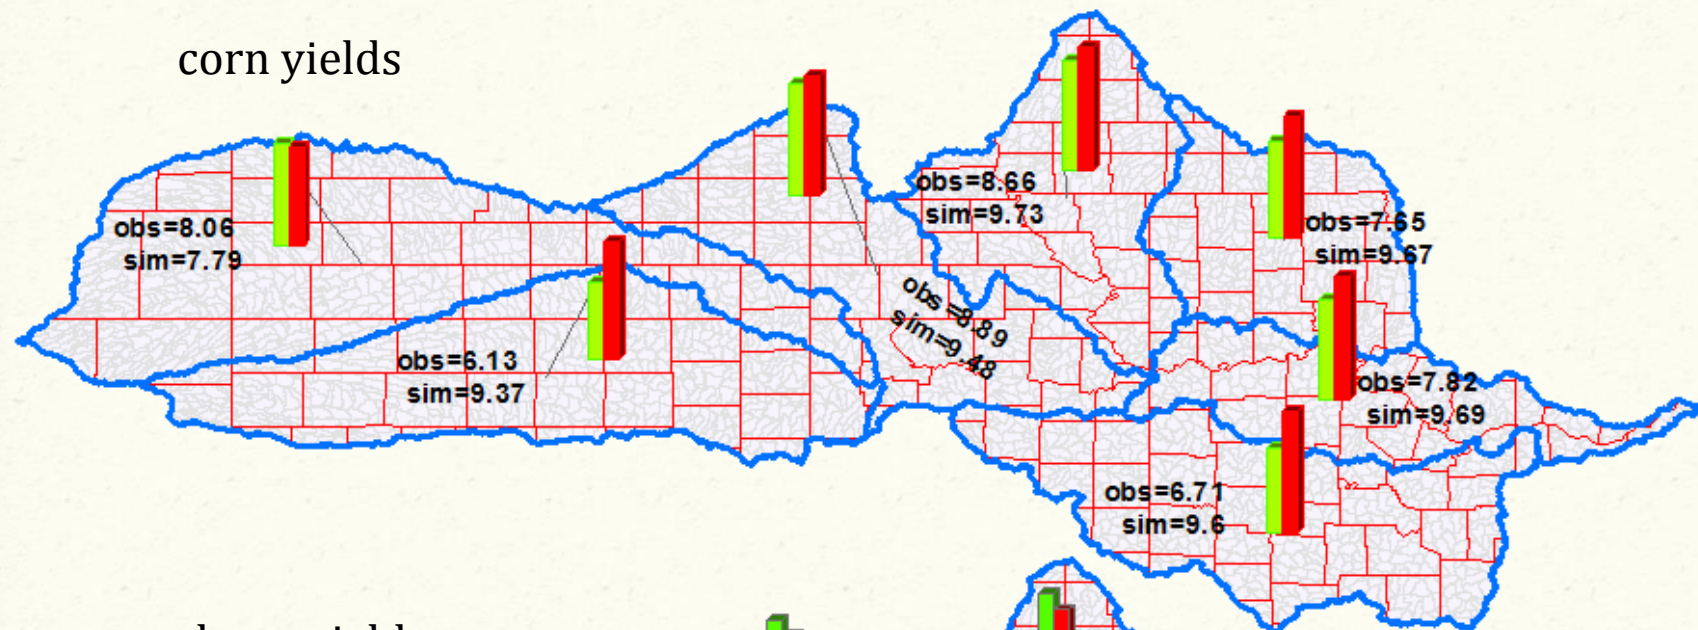 corn yields
obs=8.06
sim=7.79
obs=6.13
sim=9.37
obs=8.89
sim=9.48
obs=8.66
sim=9.73
obs=7.65
sim=9.67
obs=7.82
sim=9.69
obs=6.71
sim=9.6